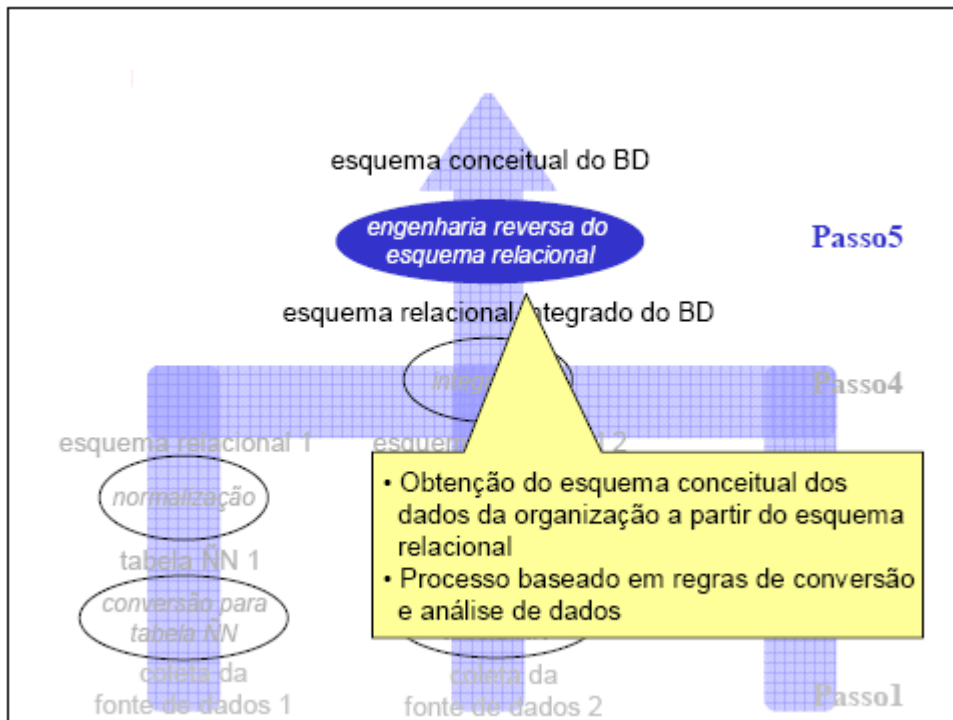 esquema conceitual do BD
engenharia reversa do
esquema relacional
Passo5
esquema relacional integrado do BD
Passo4
esquema relacional 1
2
normalização
• Obtenção do esquema conceitual dos
dados da organização a partir do esquema
relacional
• Processo baseado em regras de conversão
e análise de dados
tabela ÑN 1
conversão para
tabela ÑN
coleta da
fonte de dados 1
coleta da
fonte de dados 2
Passo1